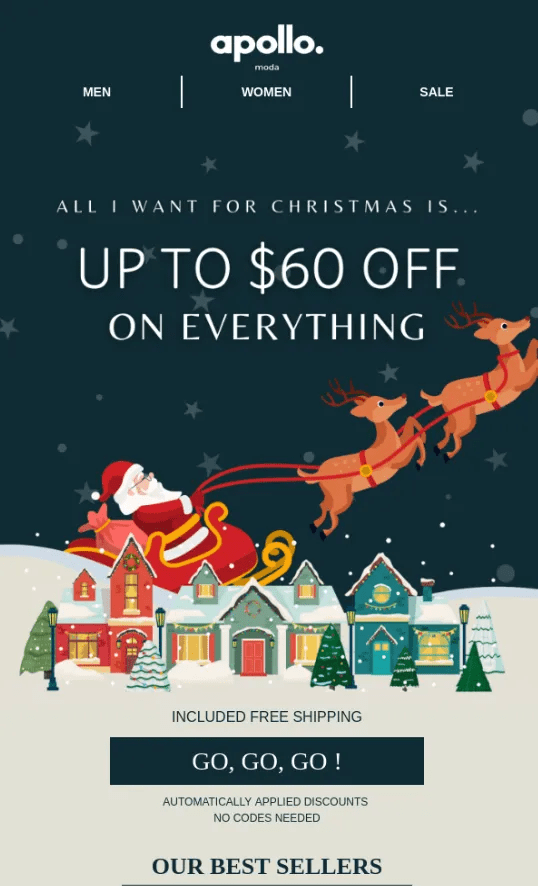 apollo.
moda
MEN
WOMEN
SALE
ALL I WANT FOR CHRISTMAS IS...
UP TO $60 OFF
ON EVERYTHING
INCLUDED FREE SHIPPING
GO, GO, GO !
AUTOMATICALLY APPLIED DISCOUNTS
NO CODES NEEDED
OUR BEST SELLERS